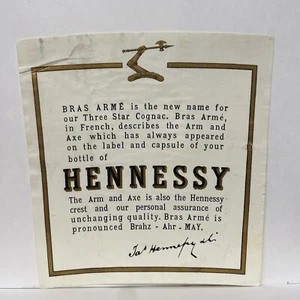 BRAS ARMÉ is the new name for
our Three Star Cognac. Bras Armé,
in French, describes the Arm and
Axe which has always appeared
on the label and capsule of your
bottle of
HENNESSY
The Arm and Axe is also the Hennessy
crest and our personal assurance of
unchanging quality. Bras Armé is
pronounced Brahz - Ahr - MAY.
Jas Hennessy & Co